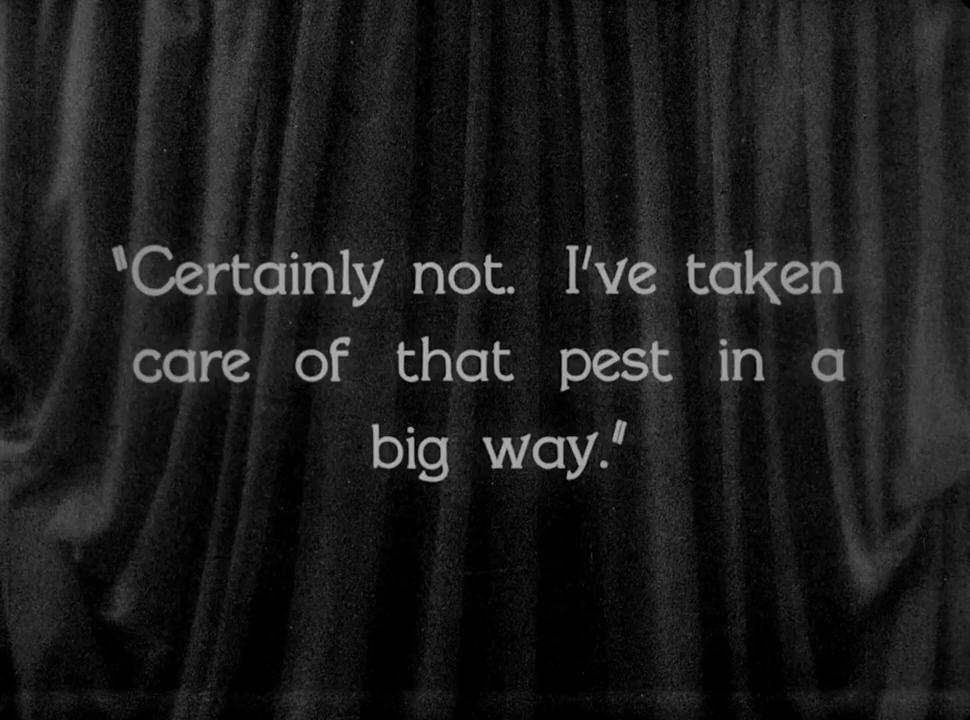 "Certainly not. I've taken
care of that pest in a
big way."